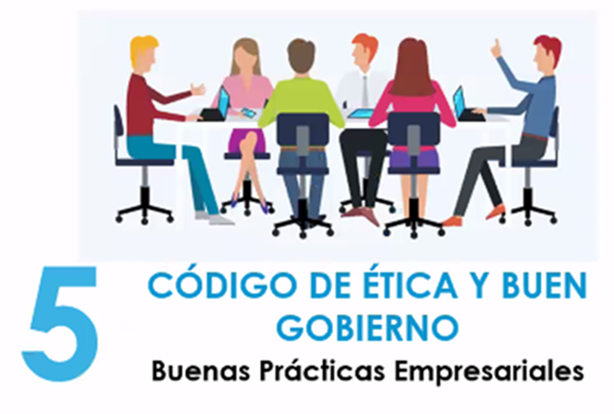 5
CÓDIGO DE ÉTICA Y BUEN
GOBIERNO
Buenas Prácticas Empresariales